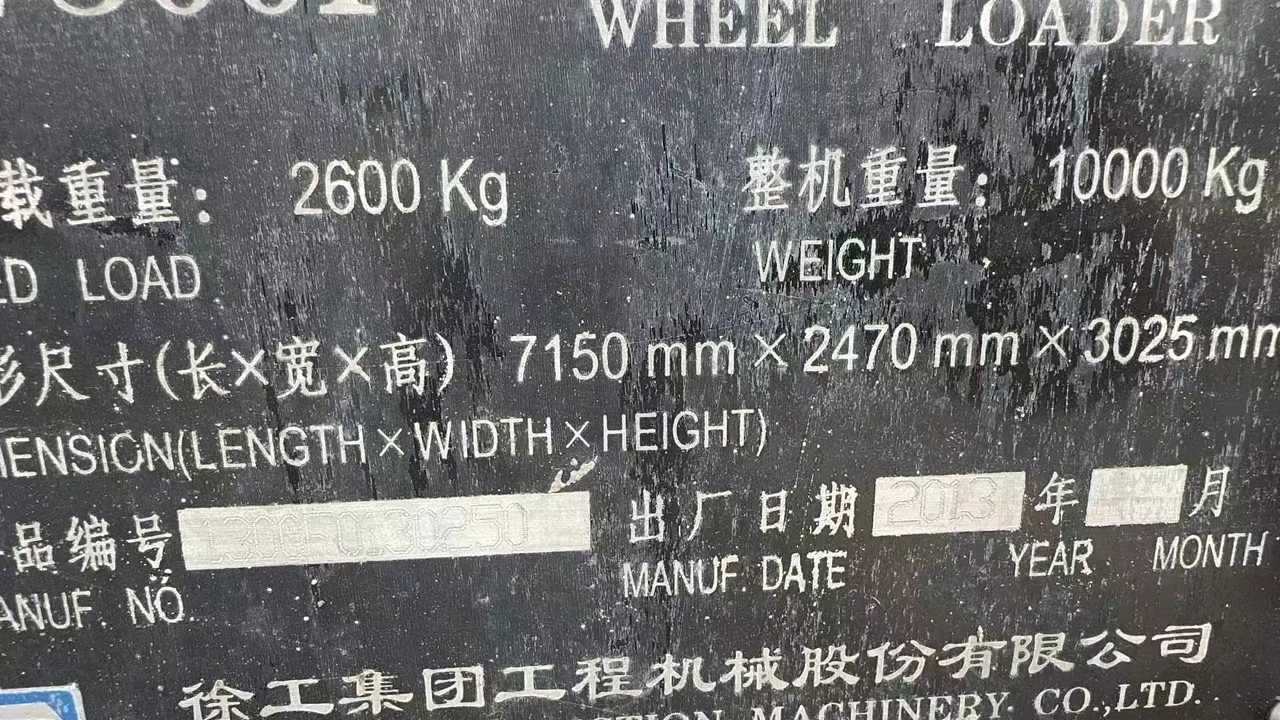 WHEEL LOADER
载重量: 2600 Kg 整机重量: 10000 Kg
ED LOAD WEIGHT
形尺寸(长×宽×高) 7150 mm × 2470 mm × 3025 mm
MENSION(LENGTH×WIDTH×HEIGHT)
品编号 出厂日期 2013 年 月
ANUF. NO. MANUF. DATE YEAR MONTH
徐工集团工程机械股份有限公司
CTION MACHINERY CO.,LTD.